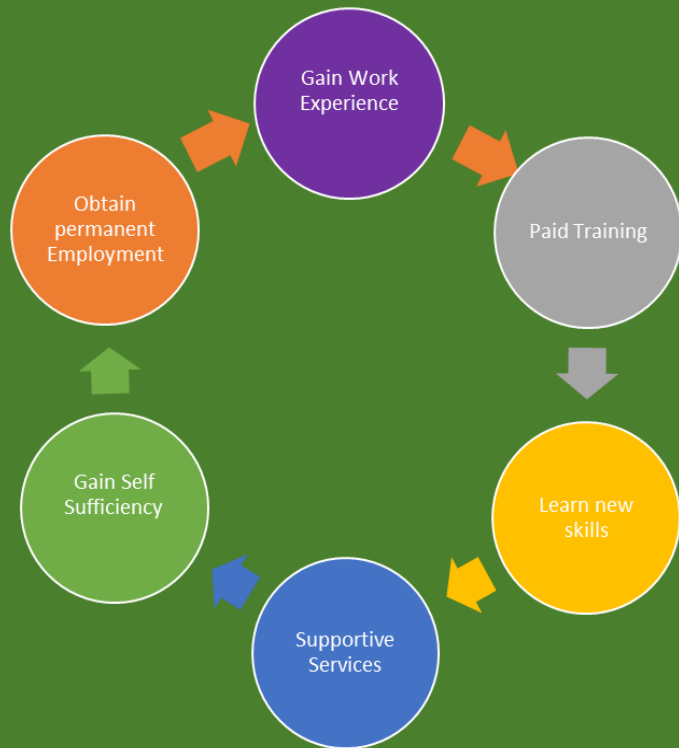 Gain Work
Experience
Paid Training
Learn new
skills
Supportive
Services
Gain Self
Sufficiency
Obtain
permanent
Employment